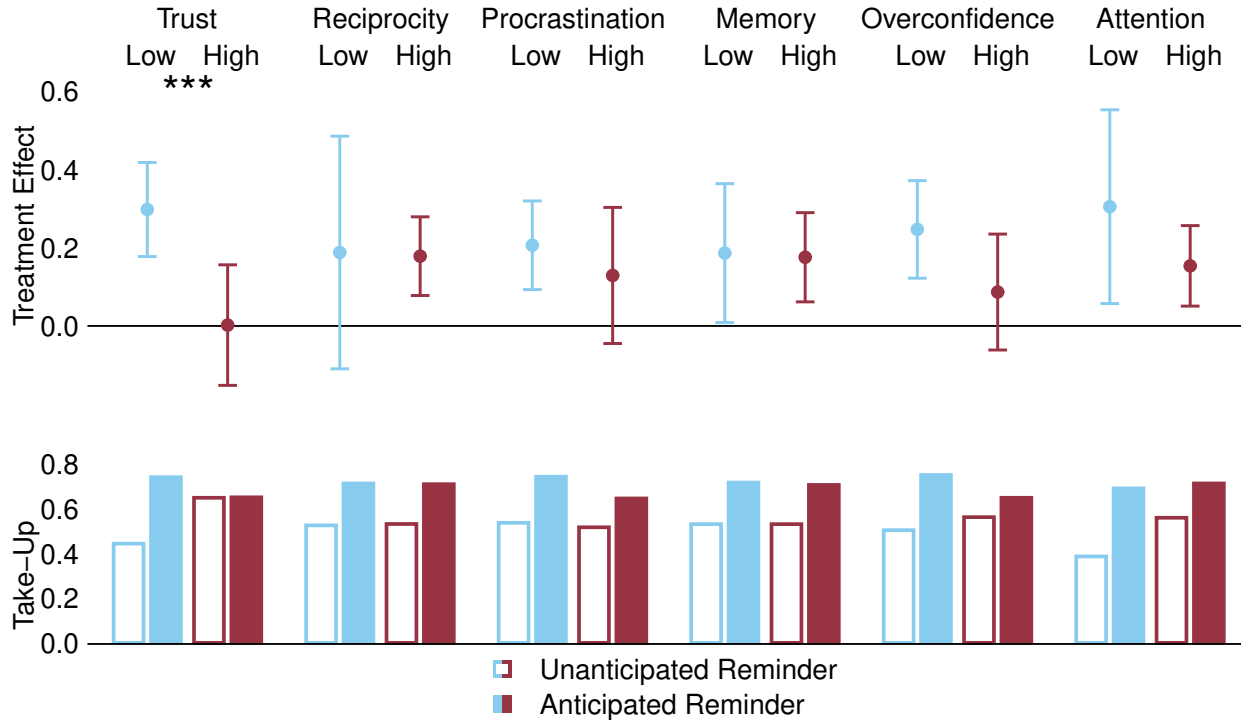 Trust Reciprocity Procrastination Memory Overconfidence Attention
Low High Low High Low High Low High Low High Low High
***
0.6
0.4
0.2
0.0
Treatment Effect
0.8
0.6
0.4
0.2
0.0
Take–Up
Unanticipated Reminder
Anticipated Reminder